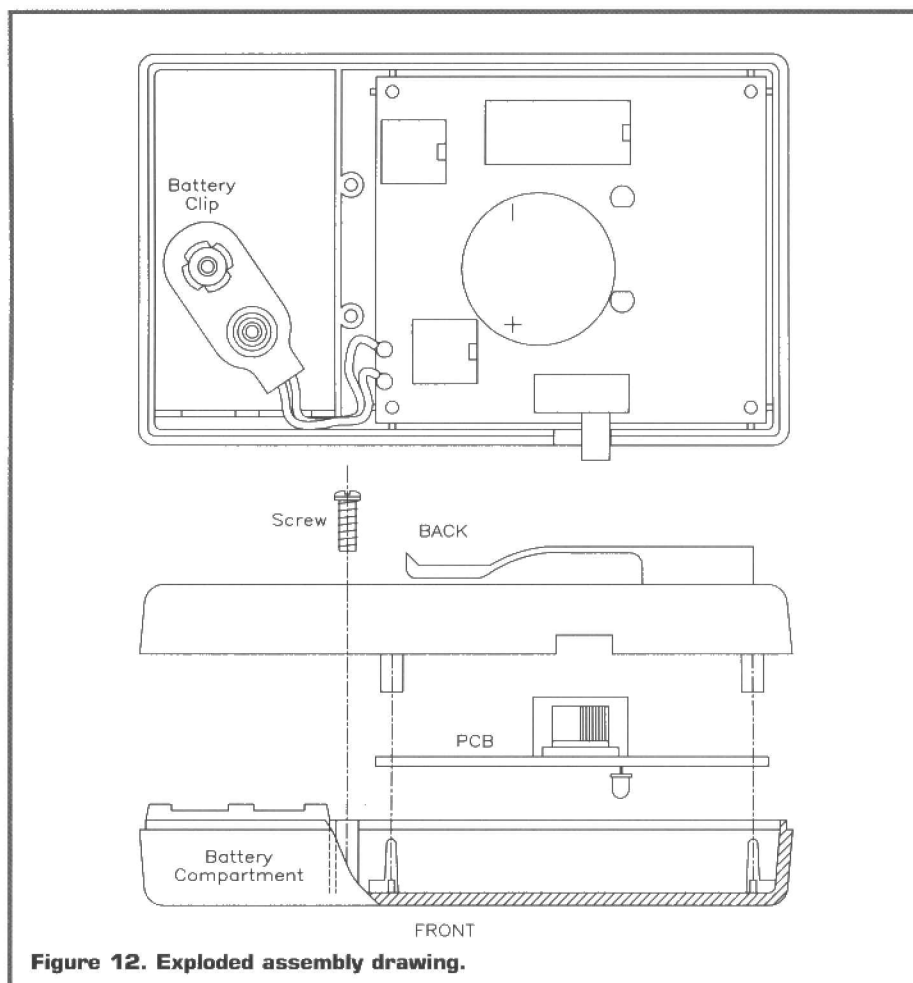 Battery
Clip
Screw
BACK
PCB
Battery
Compartment
FRONT
Figure 12. Exploded assembly drawing.